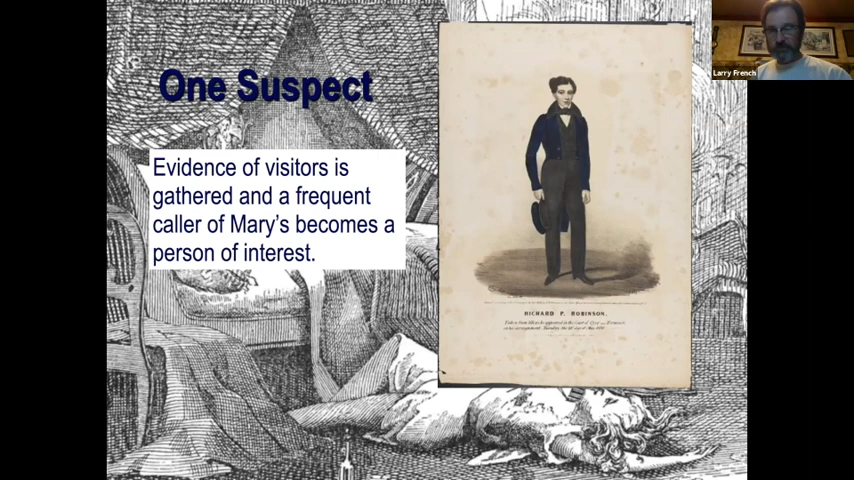 One Suspect
Evidence of visitors is
gathered and a frequent
caller of Mary's becomes a
person of interest.
RICHARD P. ROBINSON.
Larry French